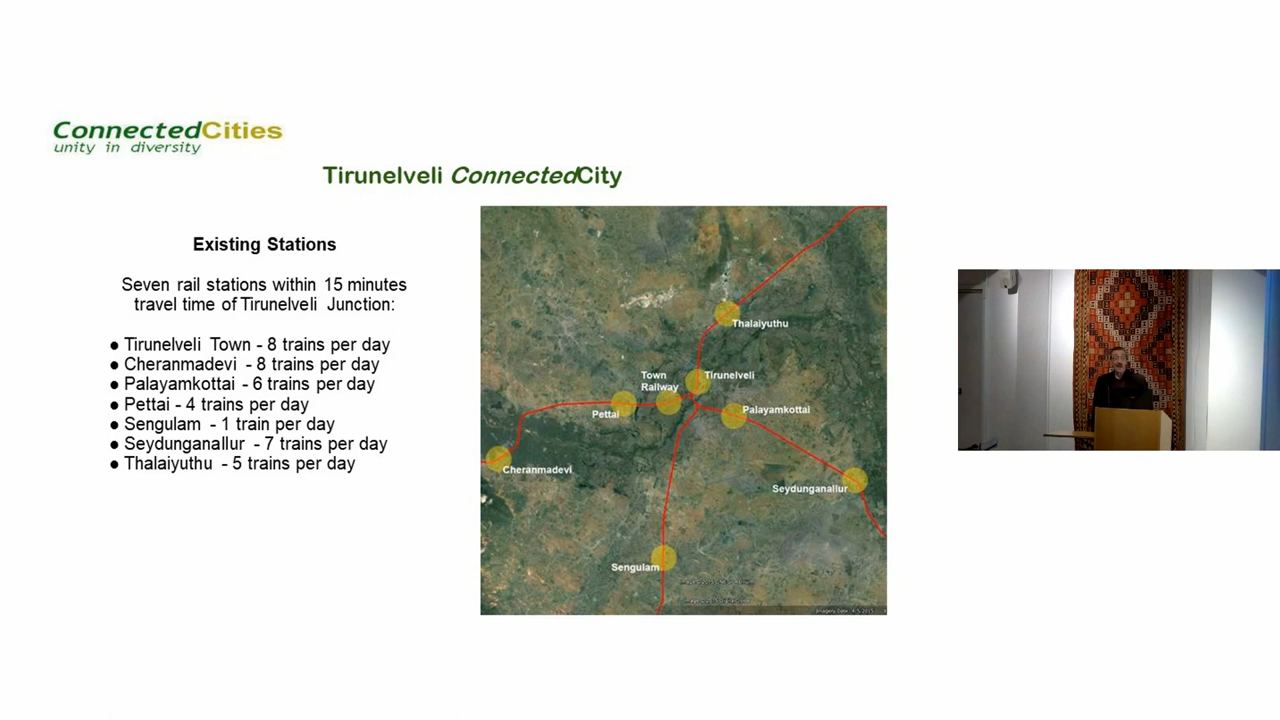 ConnectedCities
unity in diversity
Tirunelveli ConnectedCity
Existing Stations
Seven rail stations within 15 minutes
travel time of Tirunelveli Junction:
● Tirunelveli Town - 8 trains per day
● Cheranmadevi - 8 trains per day
● Palayamkottai - 6 trains per day
● Pettai - 4 trains per day
● Sengulam - 1 train per day
● Seydunganallur - 7 trains per day
● Thalaiyuthu - 5 trains per day
Thalaiyuthu
Town
Railway
Tirunelveli
Pettai
Palayamkottai
Cheranmadevi
Seydunganallur
Sengulam